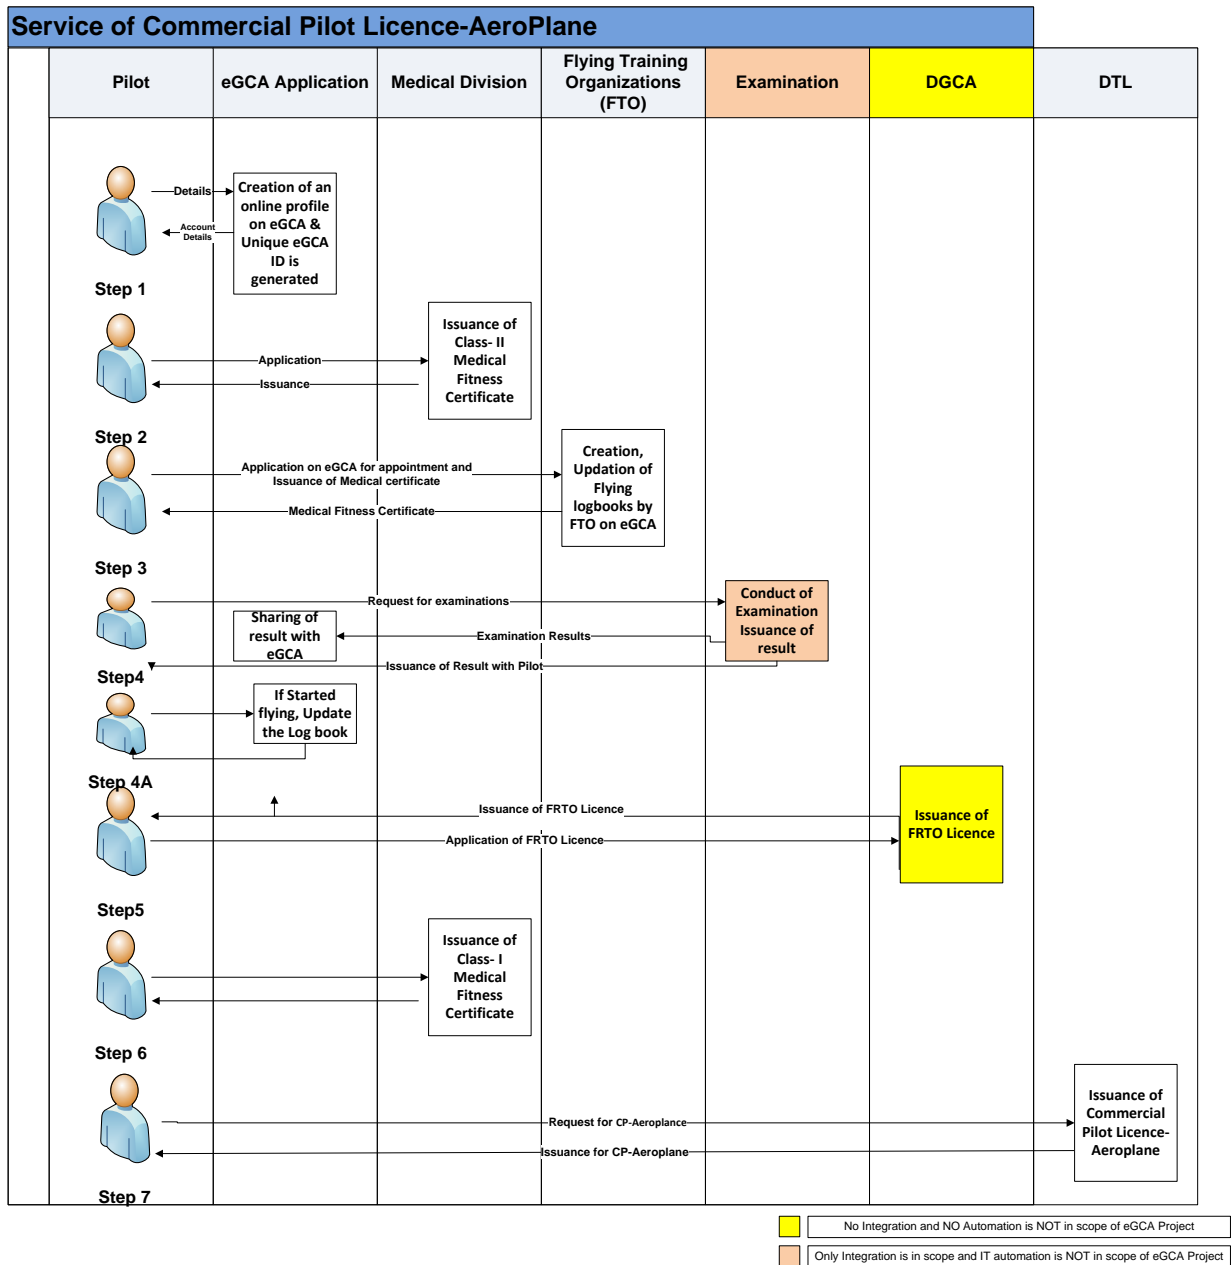 Service of Commercial Pilot Licence-AeroPlane
Pilot
eGCA Application
Medical Division
Flying Training
Organizations
(FTO)
Examination
DGCA
DTL
Details
Account
Details
Creation of an
online profile
on eGCA &
Unique eGCA
ID is
generated
Step 1
Application
Issuance
Issuance of
Class- II
Medical
Fitness
Certificate
Step 2
Application on eGCA for appointment and
Issuance of Medical certificate
Medical Fitness Certificate
Creation,
Updation of
Flying
logbooks by
FTO on eGCA
Step 3
Request for examinations
Sharing of
result with
eGCA
Examination Results
Issuance of Result with Pilot
Conduct of
Examination
Issuance of
result
Step4
If Started
flying, Update
the Log book
Step 4A
Issuance of FRTO Licence
Application of FRTO Licence
Issuance of
FRTO Licence
Step5
Issuance of
Class- I
Medical
Fitness
Certificate
Step 6
Request for CP-Aeroplance
Issuance for CP-Aeroplane
Issuance of
Commercial
Pilot Licence-
Aeroplane
Step 7
No Integration and NO Automation is NOT in scope of eGCA Project
Only Integration is in scope and IT automation is NOT in scope of eGCA Project